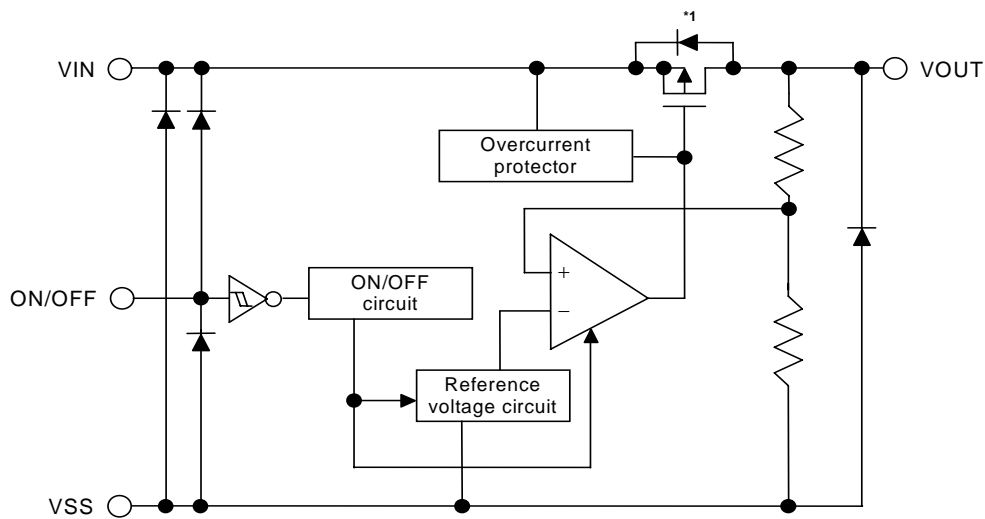 *1
VIN
VOUT
Overcurrent
protector
+
−
ON/OFF
ON/OFF
circuit
Reference
voltage circuit
VSS